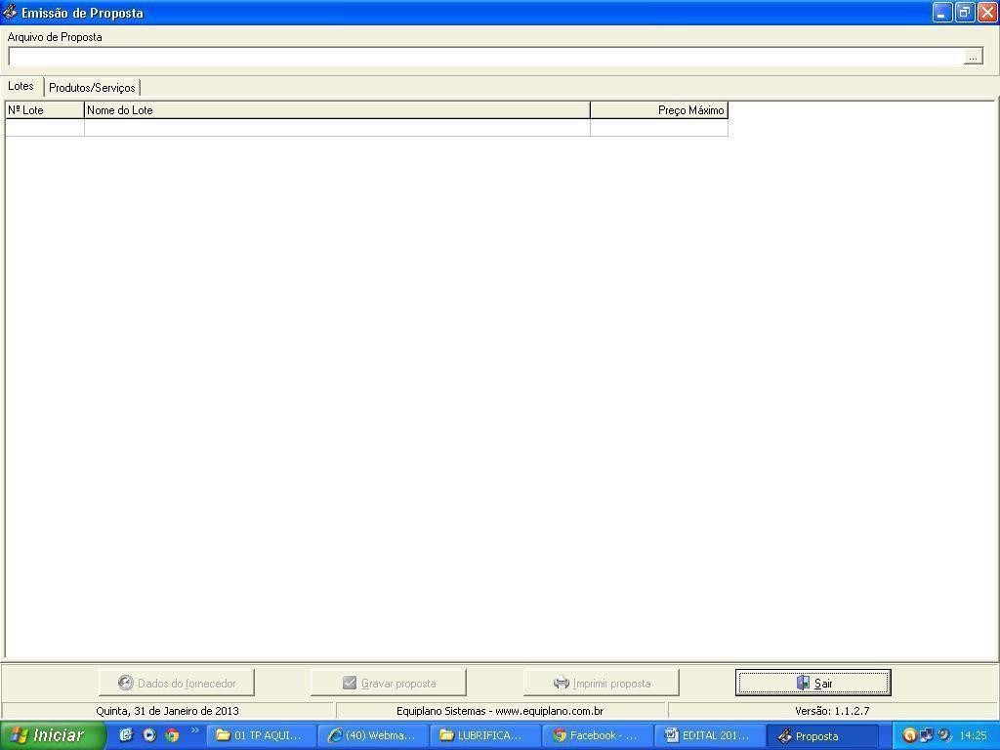 Emissão de Proposta
Arquivo de Proposta
...
Lotes Produtos/Serviços
Nº Lote Nome do Lote Preço Máximo
Dados do fornecedor Gravar proposta Imprimir proposta Sair
Quinta, 31 de Janeiro de 2013 Equiplano Sistemas - www.equiplano.com.br Versão: 1.1.2.7
Iniciar » 01 TP AQUI... (40) Webma... LUBRIFICA... Facebook - ... EDITAL 201... Proposta 14:25